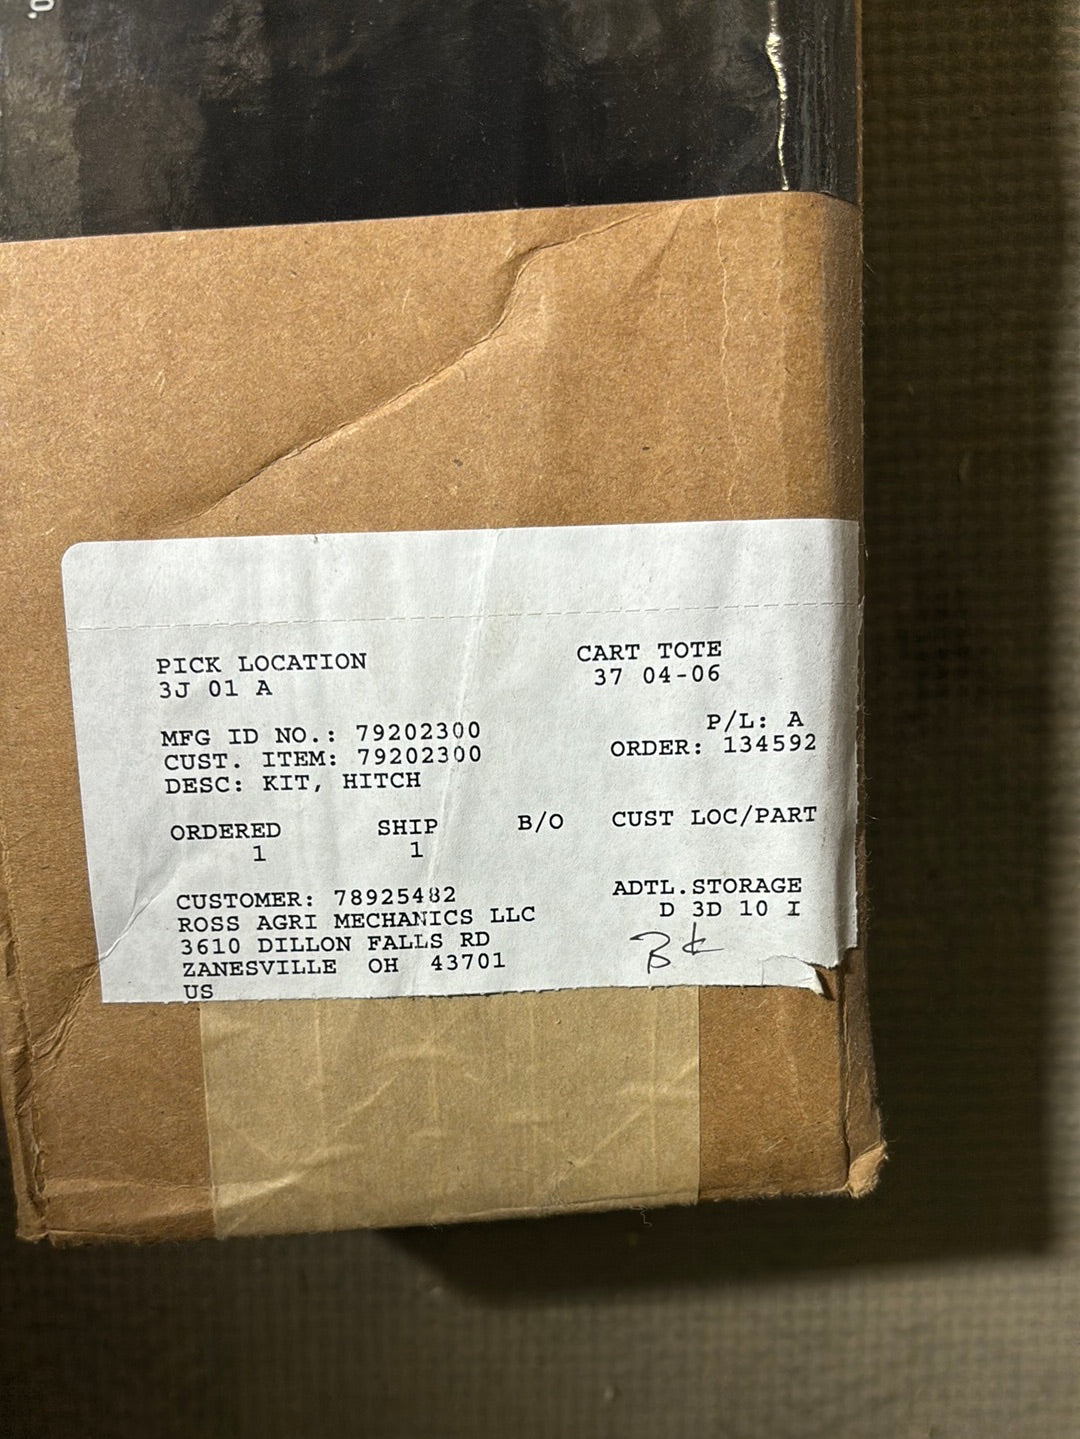 PICK LOCATION
3J 01 A
CART TOTE
37 04-06
MFG ID NO.: 79202300
CUST. ITEM: 79202300
DESC: KIT, HITCH
P/L: A
ORDER: 134592
ORDERED SHIP B/O CUST LOC/PART
1 1
CUSTOMER: 78925482
ROSS AGRI MECHANICS LLC
3610 DILLON FALLS RD
ZANESVILLE OH 43701
US
ADTL.STORAGE
D 3D 10 I